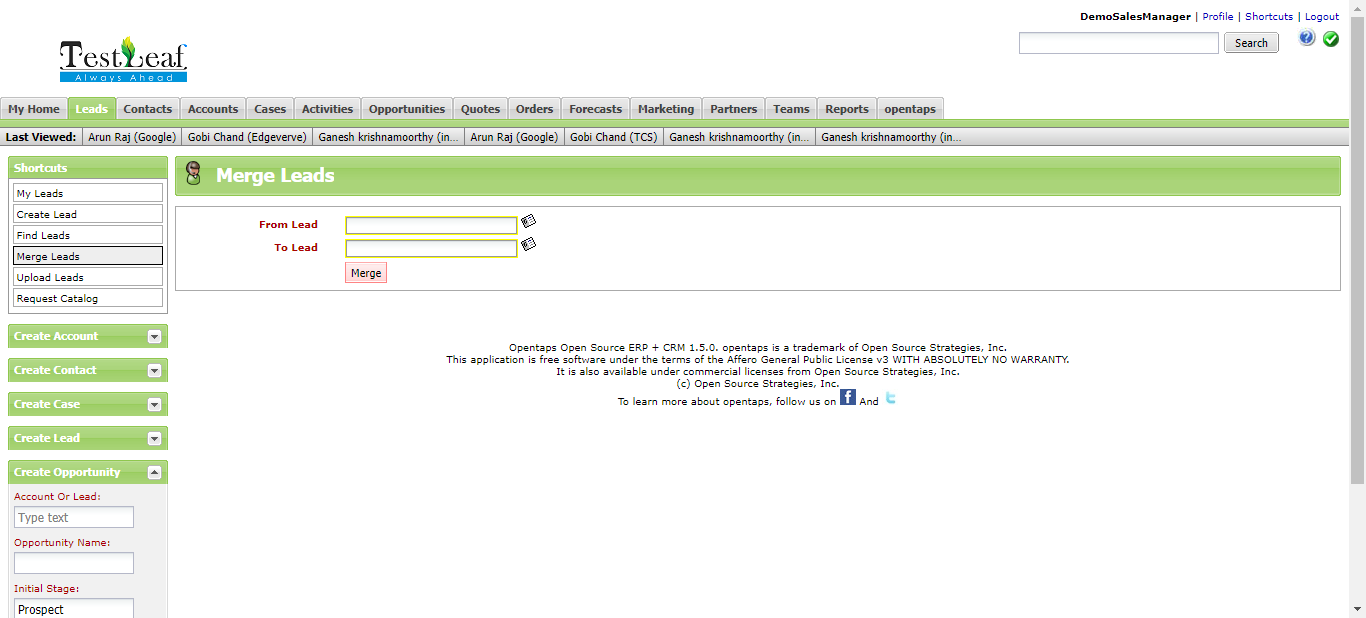 DemoSalesManager | Profile | Shortcuts | Logout
Search
TestLeaf
Always Ahead
My Home Leads Contacts Accounts Cases Activities Opportunities Quotes Orders Forecasts Marketing Partners Teams Reports opentaps
Last Viewed: Arun Raj (Google) Gobi Chand (Edgeverve) Ganesh krishnamoorthy (in... Arun Raj (Google) Gobi Chand (TCS) Ganesh krishnamoorthy (in... Ganesh krishnamoorthy (in...
Shortcuts
My Leads
Create Lead
Find Leads
Merge Leads
Upload Leads
Request Catalog
Create Account
Create Contact
Create Case
Create Lead
Create Opportunity
Account Or Lead:
Type text
Opportunity Name:
Initial Stage:
Prospect
Merge Leads
From Lead
To Lead
Merge
Opentaps Open Source ERP + CRM 1.5.0. opentaps is a trademark of Open Source Strategies, Inc.
This application is free software under the terms of the Affero General Public License v3 WITH ABSOLUTELY NO WARRANTY.
It is also available under commercial licenses from Open Source Strategies, Inc.
(c) Open Source Strategies, Inc.
To learn more about opentaps, follow us on f And t